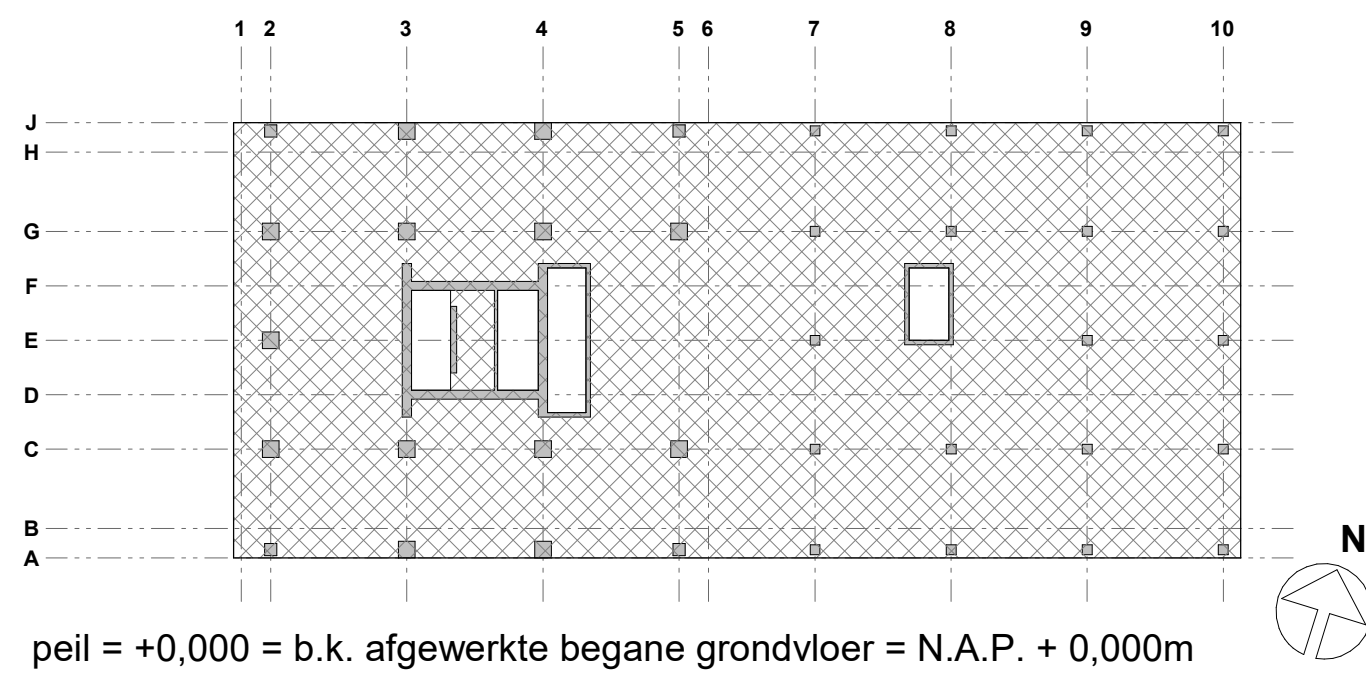 1 2 3 4 5 6 7 8 9 10
J
H
G
F
E
D
C
B
A
N
peil = +0,000 = b.k. afgewerkte begane grondvloer = N.A.P. + 0,000m